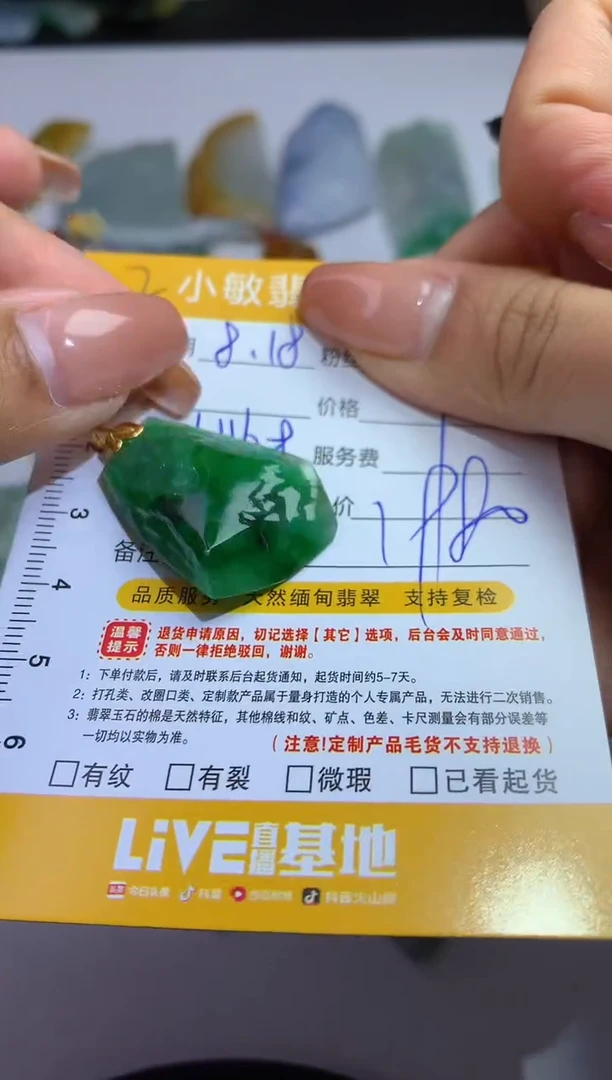 小敏翡
8.18 粉丝
价格
服务费
价
备注
品质服务 天然缅甸翡翠 支持复检
温馨提示 退货申请原因，切记选择【其它】选项，后台会及时同意通过，
否则一律拒绝驳回，谢谢。
1：下单付款后，请及时联系后台起货通知，起货时间约5-7天。
2：打孔类、改圈口类、定制款产品属于量身打造的个人专属产品，无法进行二次销售。
3：翡翠玉石的棉是天然特征，其他棉线和纹、矿点、色差、卡尺测量会有部分误差等
一切均以实物为准。 （注意！定制产品毛货不支持退换）
有纹 有裂 微瑕 已看起货
LiVE直播基地
今日头条 抖音 西瓜视频 抖音火山版
3
4
5
6